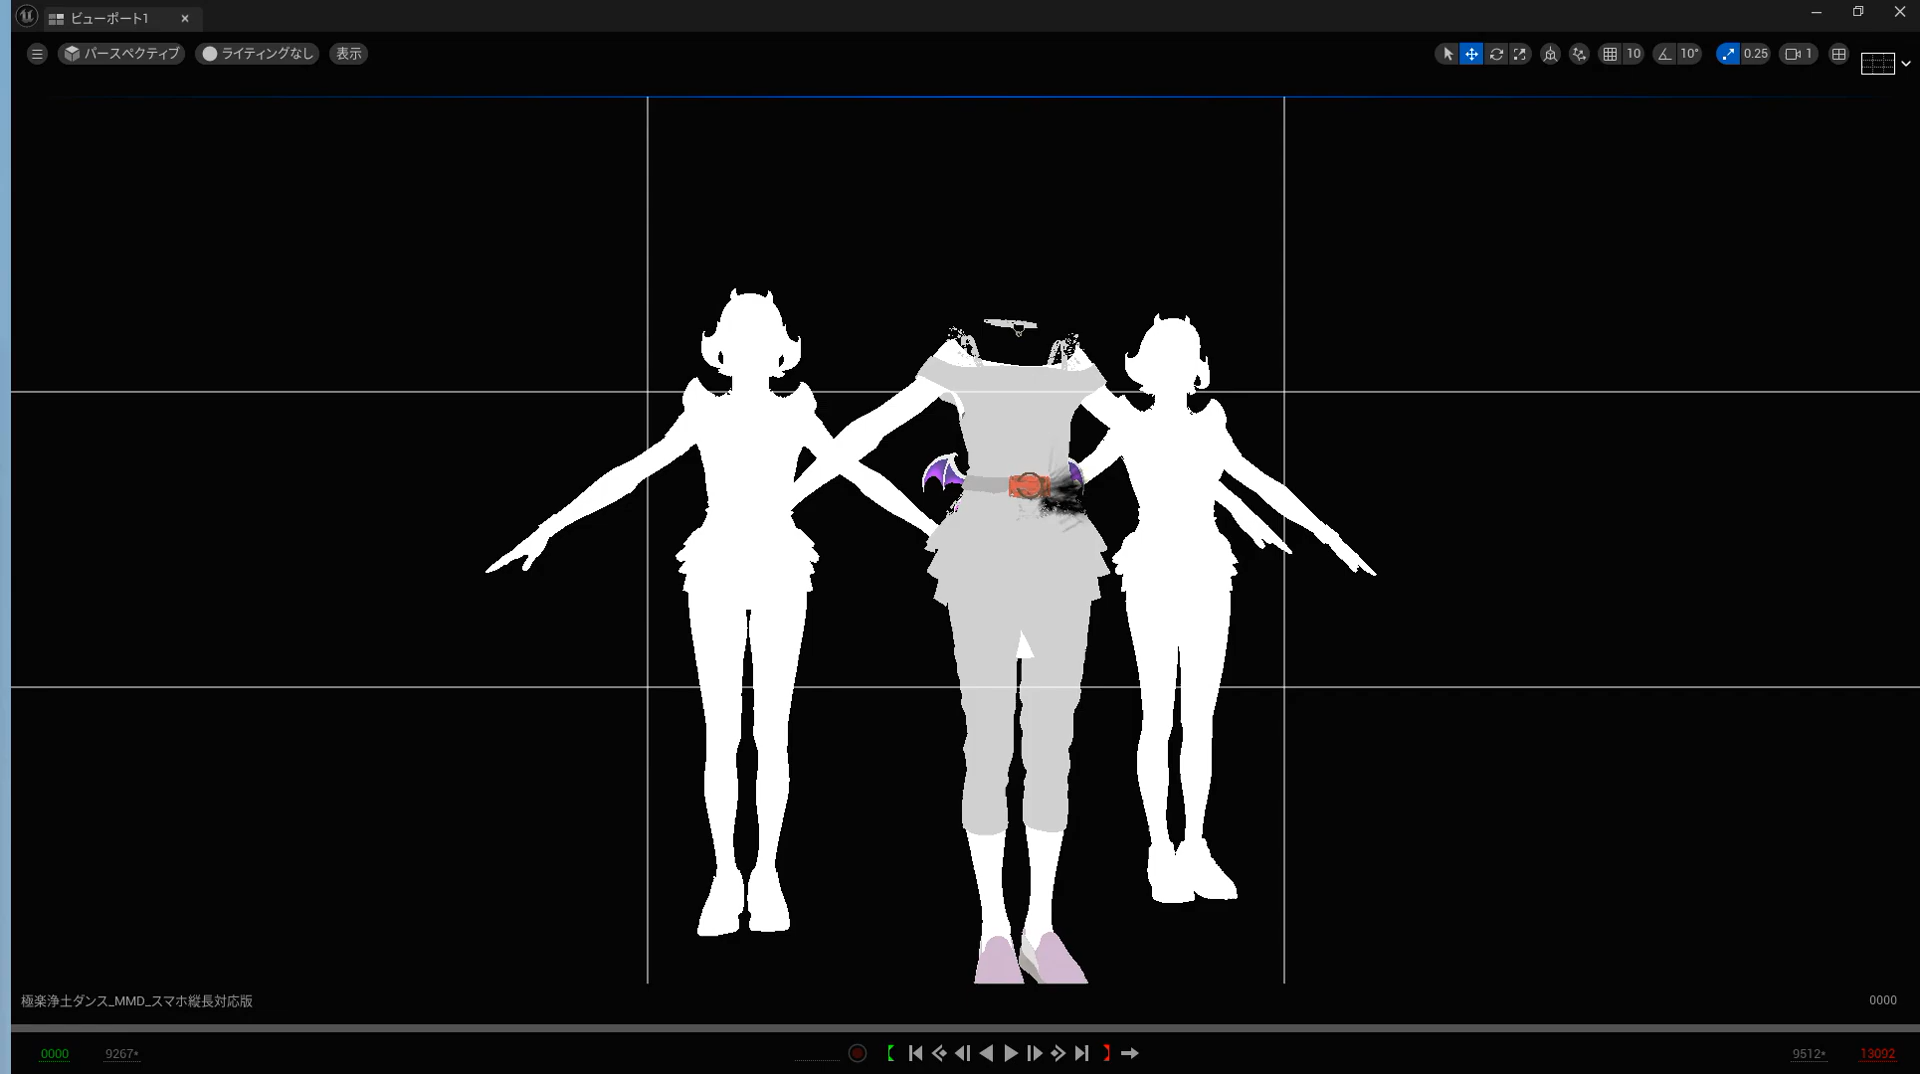 ビューポート1
パースペクティブ
ライティングなし
表示
10
10°
0.25
1
極楽浄土ダンス_MMD_スマホ縦長対応版
0000
0000
9267*
9512*
13092